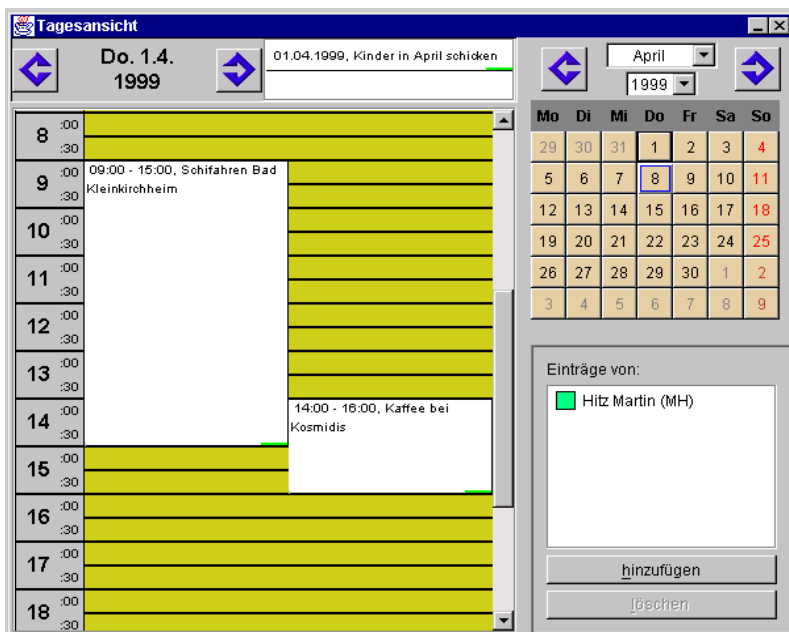 Tagesansicht
Do. 1.4.
1999
01.04.1999, Kinder in April schicken
April
1999
Mo Di Mi Do Fr Sa So
29 30 31 1 2 3 4
5 6 7 8 9 10 11
12 13 14 15 16 17 18
19 20 21 22 23 24 25
26 27 28 29 30 1 2
3 4 5 6 7 8 9
8 :00
:30
9 :00
:30
10 :00
:30
11 :00
:30
12 :00
:30
13 :00
:30
14 :00
:30
15 :00
:30
16 :00
:30
17 :00
:30
18 :00
:30
09:00 - 15:00, Schifahren Bad
Kleinkirchheim
14:00 - 16:00, Kaffee bei
Kosmidis
Einträge von:
Hitz Martin (MH)
hinzufügen
löschen